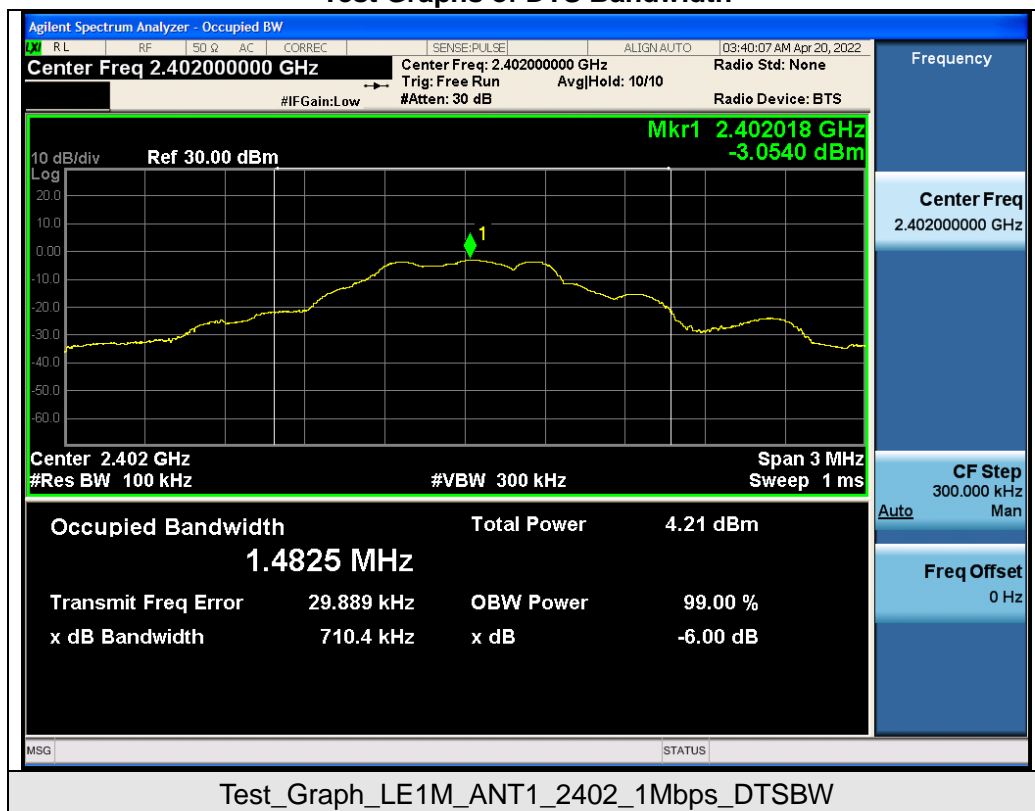 Test Graphs of DTS Bandwidth
Agilent Spectrum Analyzer - Occupied BW
LXI RL RF 50 Ω AC CORREC SENSE:PULSE ALIGN AUTO 03:40:07 AM Apr 20, 2022
Center Freq 2.402000000 GHz
Center Freq: 2.402000000 GHz
Radio Std: None
Trig: Free Run Avg|Hold: 10/10
#IFGain:Low #Atten: 30 dB Radio Device: BTS
Frequency
Mkr1 2.402018 GHz
-3.0540 dBm
10 dB/div Ref 30.00 dBm
Log
20.0
10.0
0.00
-10.0
-20.0
-30.0
-40.0
-50.0
-60.0
1
Center 2.402 GHz Span 3 MHz
#Res BW 100 kHz #VBW 300 kHz Sweep 1 ms
Center Freq
2.402000000 GHz
CF Step
300.000 kHz
Auto Man
Freq Offset
0 Hz
Occupied Bandwidth Total Power 4.21 dBm
1.4825 MHz
Transmit Freq Error 29.889 kHz OBW Power 99.00 %
x dB Bandwidth 710.4 kHz x dB -6.00 dB
MSG STATUS
Test_Graph_LE1M_ANT1_2402_1Mbps_DTSBW